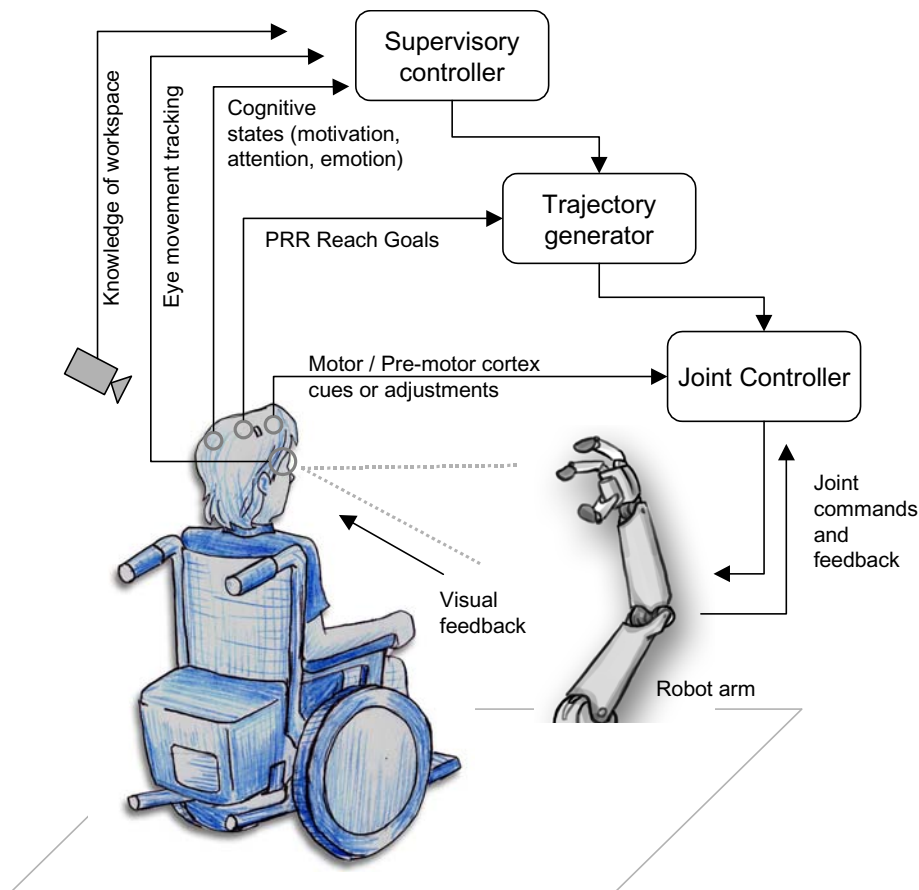 Supervisory
controller
Knowledge of workspace
Eye movement tracking
Cognitive
states (motivation,
attention, emotion)
Trajectory
generator
PRR Reach Goals
Motor / Pre-motor cortex
cues or adjustments
Joint Controller
Joint
commands
and
feedback
Visual
feedback
Robot arm